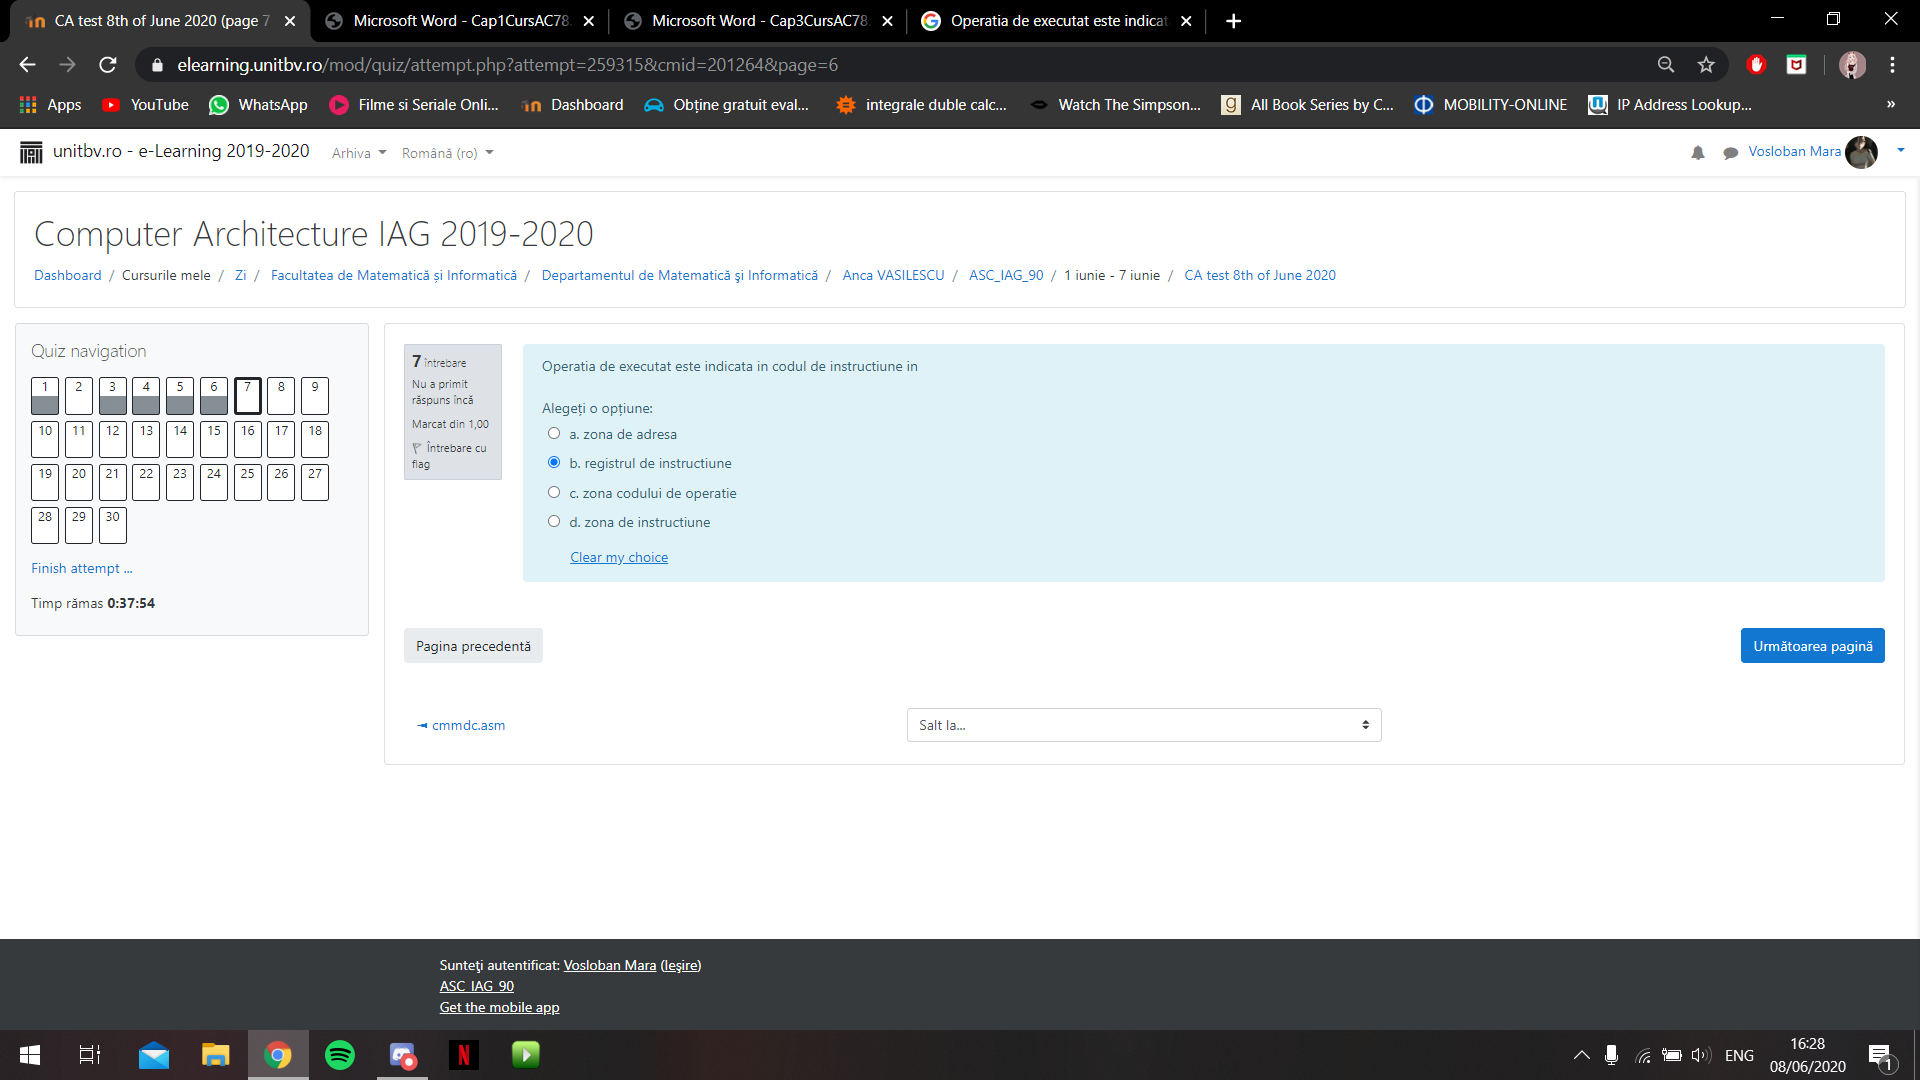 CA test 8th of June 2020 (page 7
Microsoft Word - Cap1CursAC78.
Microsoft Word - Cap3CursAC78.
Operatia de executat este indicat
elearning.unitbv.ro/mod/quiz/attempt.php?attempt=259315&cmid=201264&page=6
Apps
YouTube
WhatsApp
Filme si Seriale Onli...
Dashboard
Obține gratuit eval...
integrale duble calc...
Watch The Simpson...
All Book Series by C...
MOBILITY-ONLINE
IP Address Lookup...
»
unitbv.ro - e-Learning 2019-2020
Arhiva
Română (ro)
Vosloban Mara
Computer Architecture IAG 2019-2020
Dashboard / Cursurile mele / Zi / Facultatea de Matematică și Informatică / Departamentul de Matematică şi Informatică / Anca VASILESCU / ASC_IAG_90 / 1 iunie - 7 iunie / CA test 8th of June 2020
Quiz navigation
1 2 3 4 5 6 7 8 9
10 11 12 13 14 15 16 17 18
19 20 21 22 23 24 25 26 27
28 29 30
Finish attempt ...
Timp rămas 0:37:54
7 întrebare
Nu a primit
răspuns încă
Marcat din 1,00
Întrebare cu
flag
Operatia de executat este indicata in codul de instructiune in
Alegeți o opțiune:
a. zona de adresa
b. registrul de instructiune
c. zona codului de operatie
d. zona de instructiune
Clear my choice
Pagina precedentă
Următoarea pagină
◄ cmmdc.asm
Salt la...
Sunteţi autentificat: Vosloban Mara (Ieşire)
ASC_IAG_90
Get the mobile app
ENG
16:28
08/06/2020
1